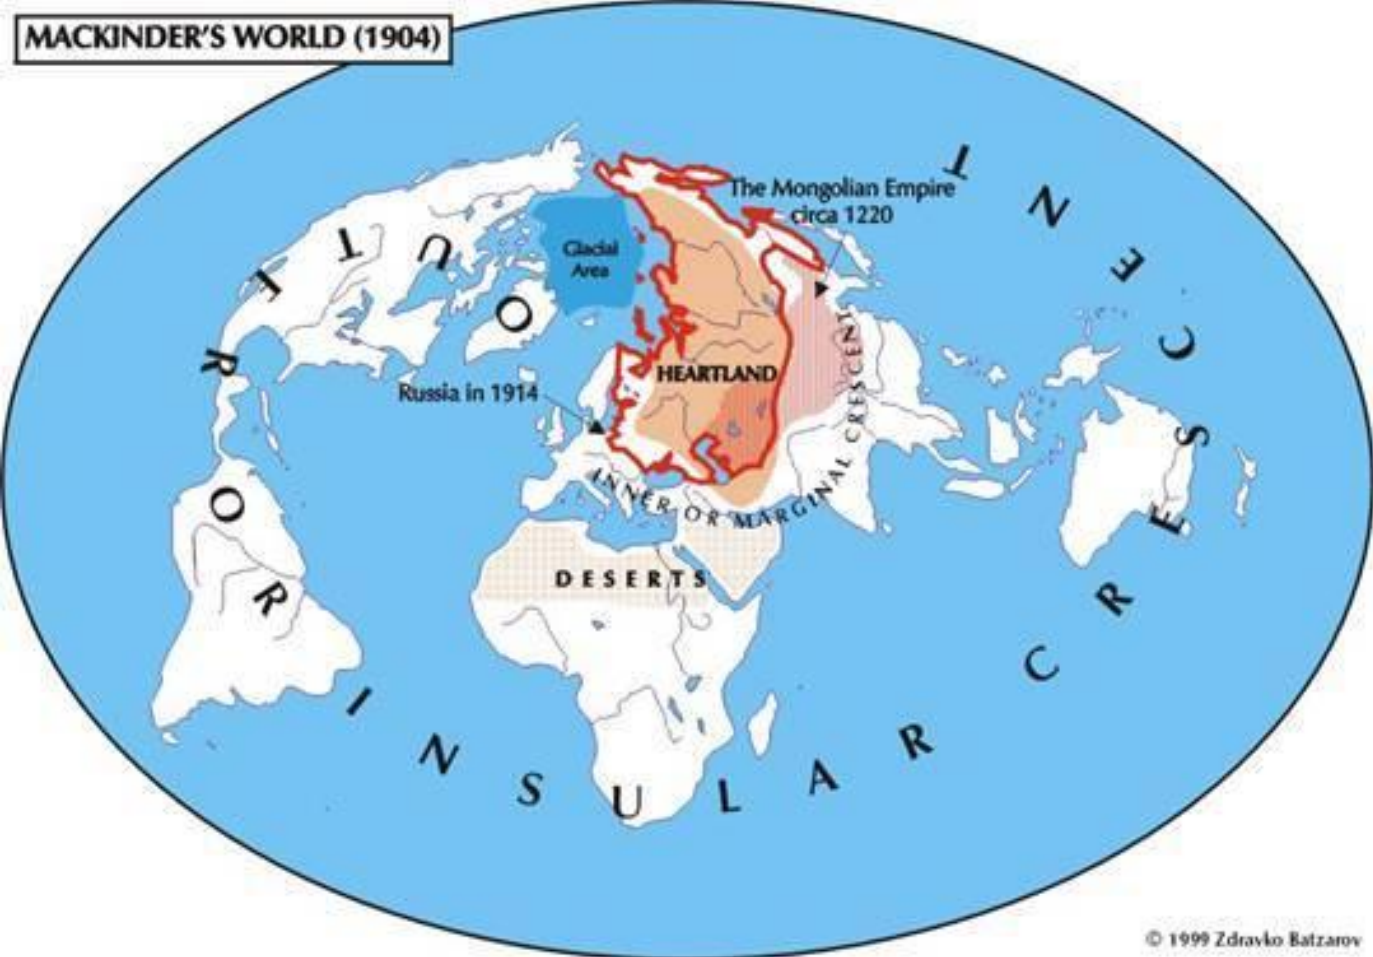 MACKINDER'S WORLD (1904)
The Mongolian Empire
circa 1220
Glacial
Area
HEARTLAND
Russia in 1914
INNER OR MARGINAL CRESCENT
DESERTS
OUTLR OR INSULAR CRESCENT
© 1999 Zdravko Batzarov